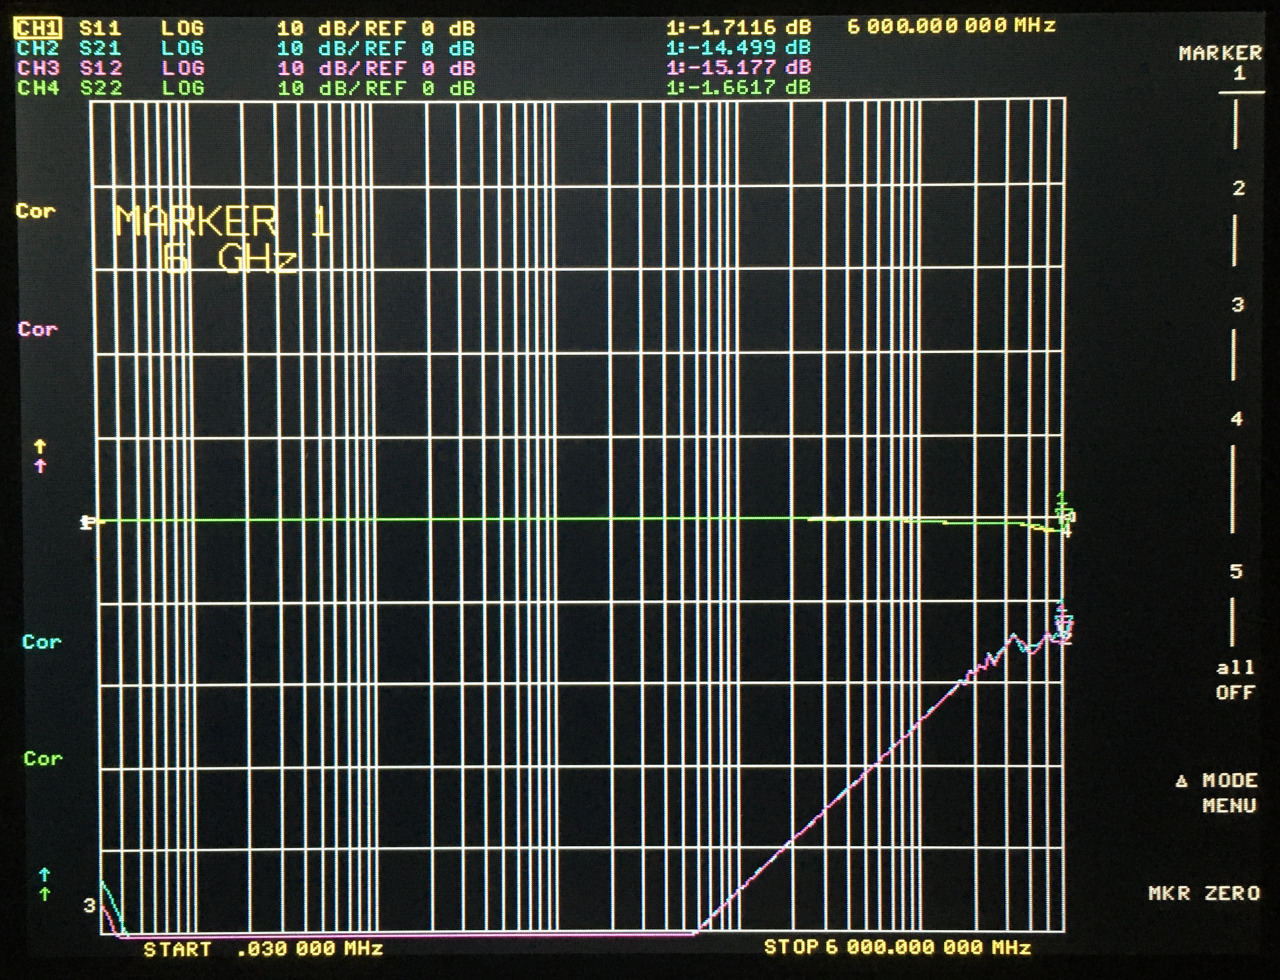 CH1 S11 LOG 10 dB/REF 0 dB 1:-1.7116 dB 6 000.000 000 MHz
CH2 S21 LOG 10 dB/REF 0 dB 1:-14.499 dB
CH3 S12 LOG 10 dB/REF 0 dB 1:-15.177 dB
CH4 S22 LOG 10 dB/REF 0 dB 1:-1.6617 dB
MARKER
1
2
3
4
5
all
OFF
Δ MODE
MENU
MKR ZERO
Cor
MARKER 1
6 GHz
Cor
↑
↑
Cor
Cor
↑
↑
3
START .030 000 MHz STOP 6 000.000 000 MHz